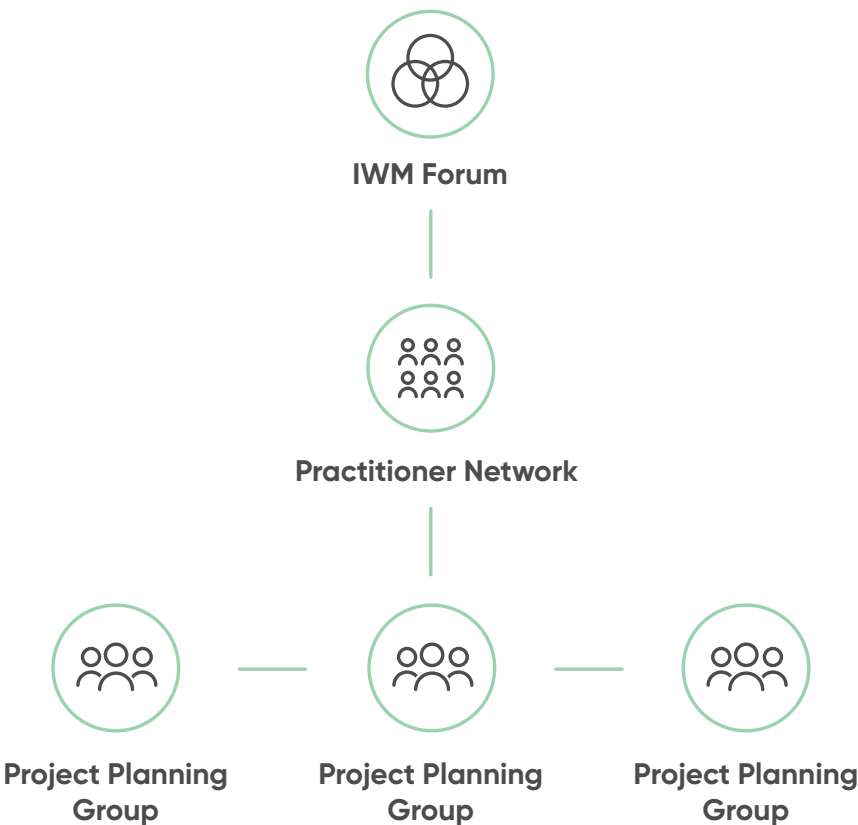 IWM Forum
Practitioner Network
Project Planning
Group
Project Planning
Group
Project Planning
Group